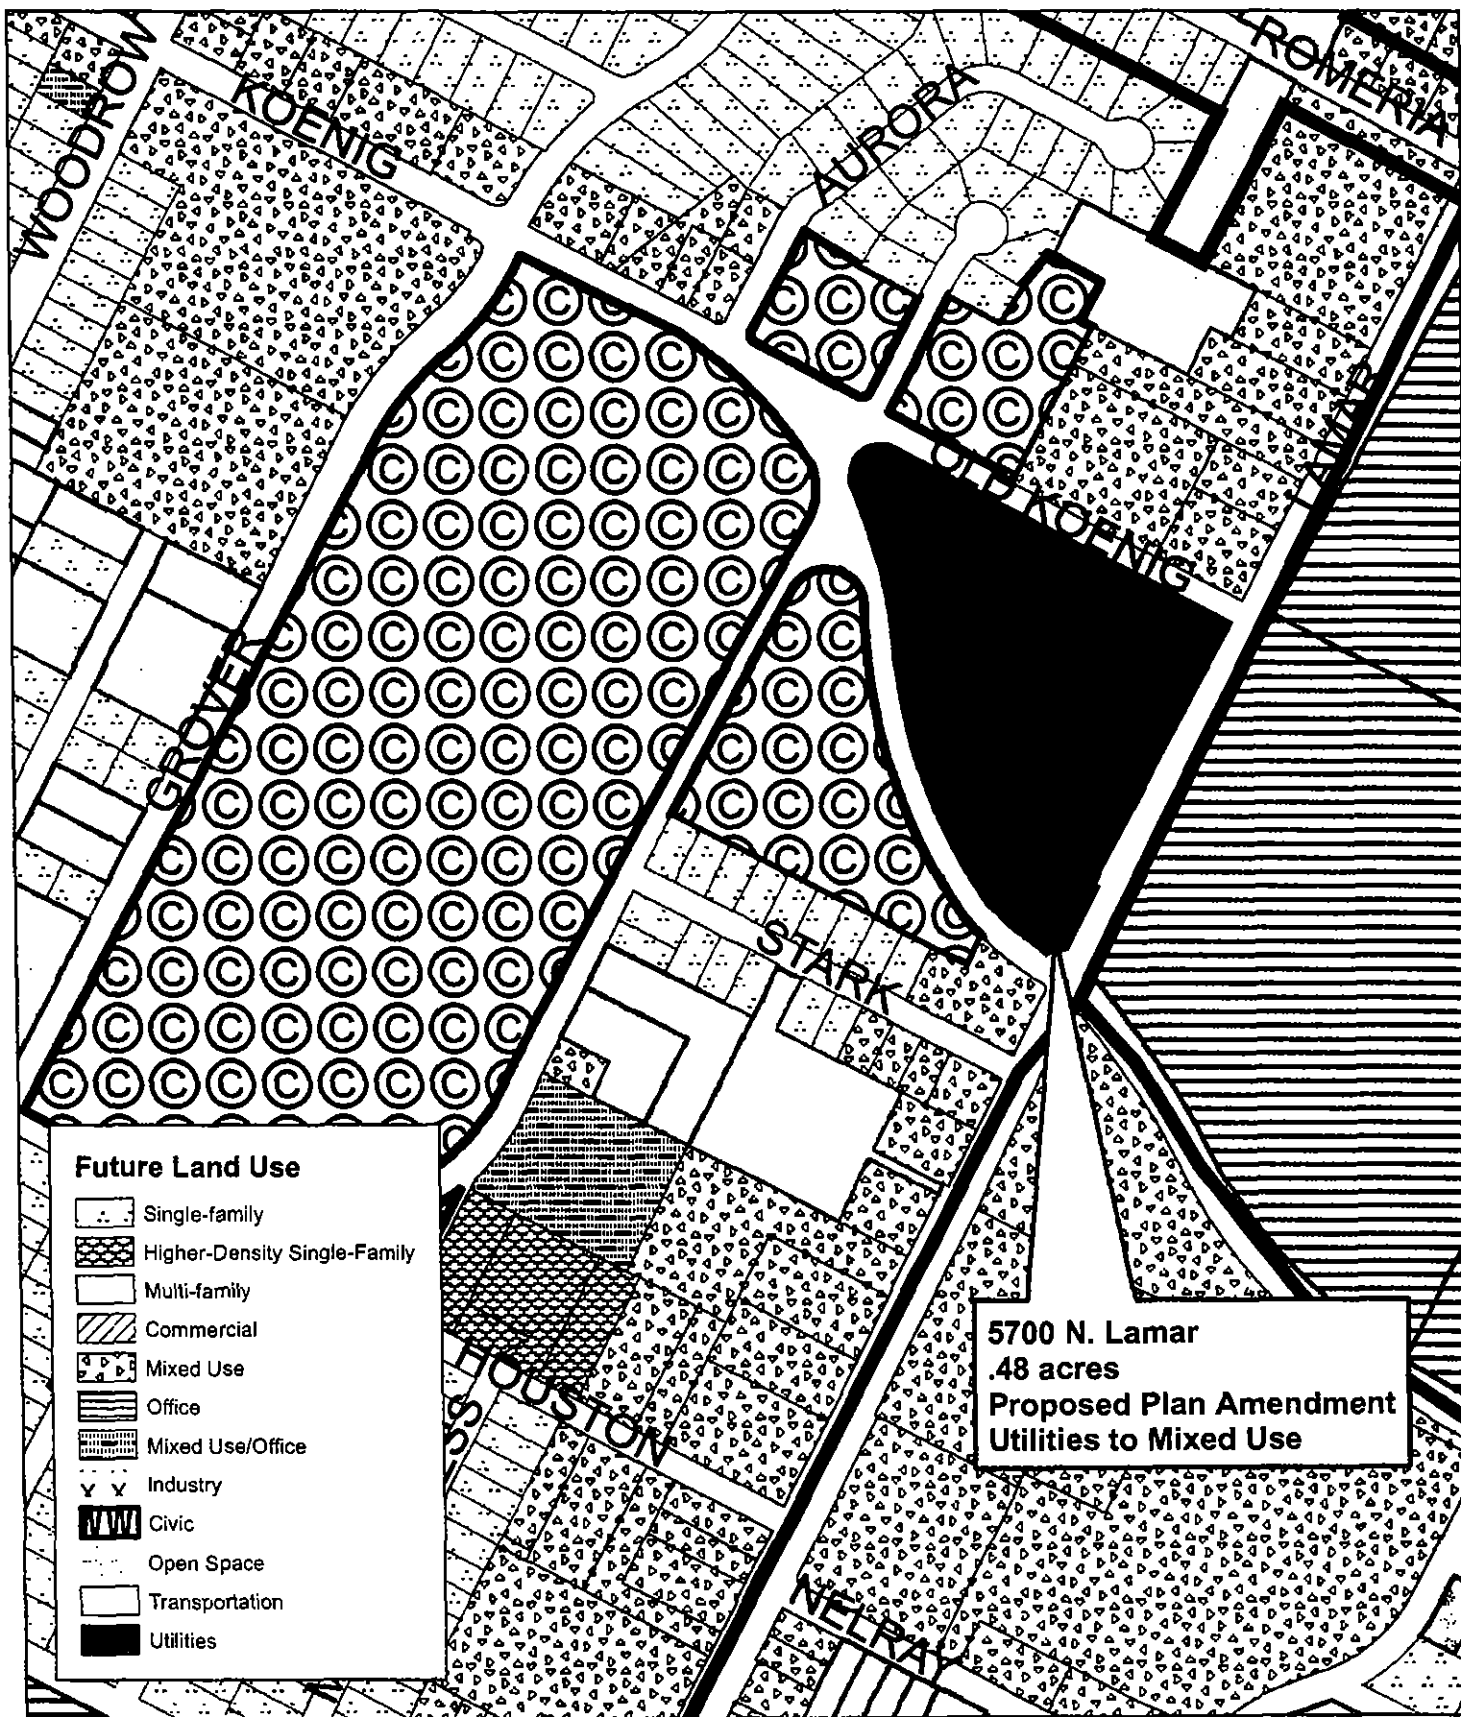 WOODROW
KOENIG
AURORA
ROMERIA
LAMAR
OLD KOENIG
GROVER
STARK
HOUSTON
NELRAY
Future Land Use
Single-family
Higher-Density Single-Family
Multi-family
Commercial
Mixed Use
Office
Mixed Use/Office
Industry
Civic
Open Space
Transportation
Utilities
5700 N. Lamar
.48 acres
Proposed Plan Amendment
Utilities to Mixed Use